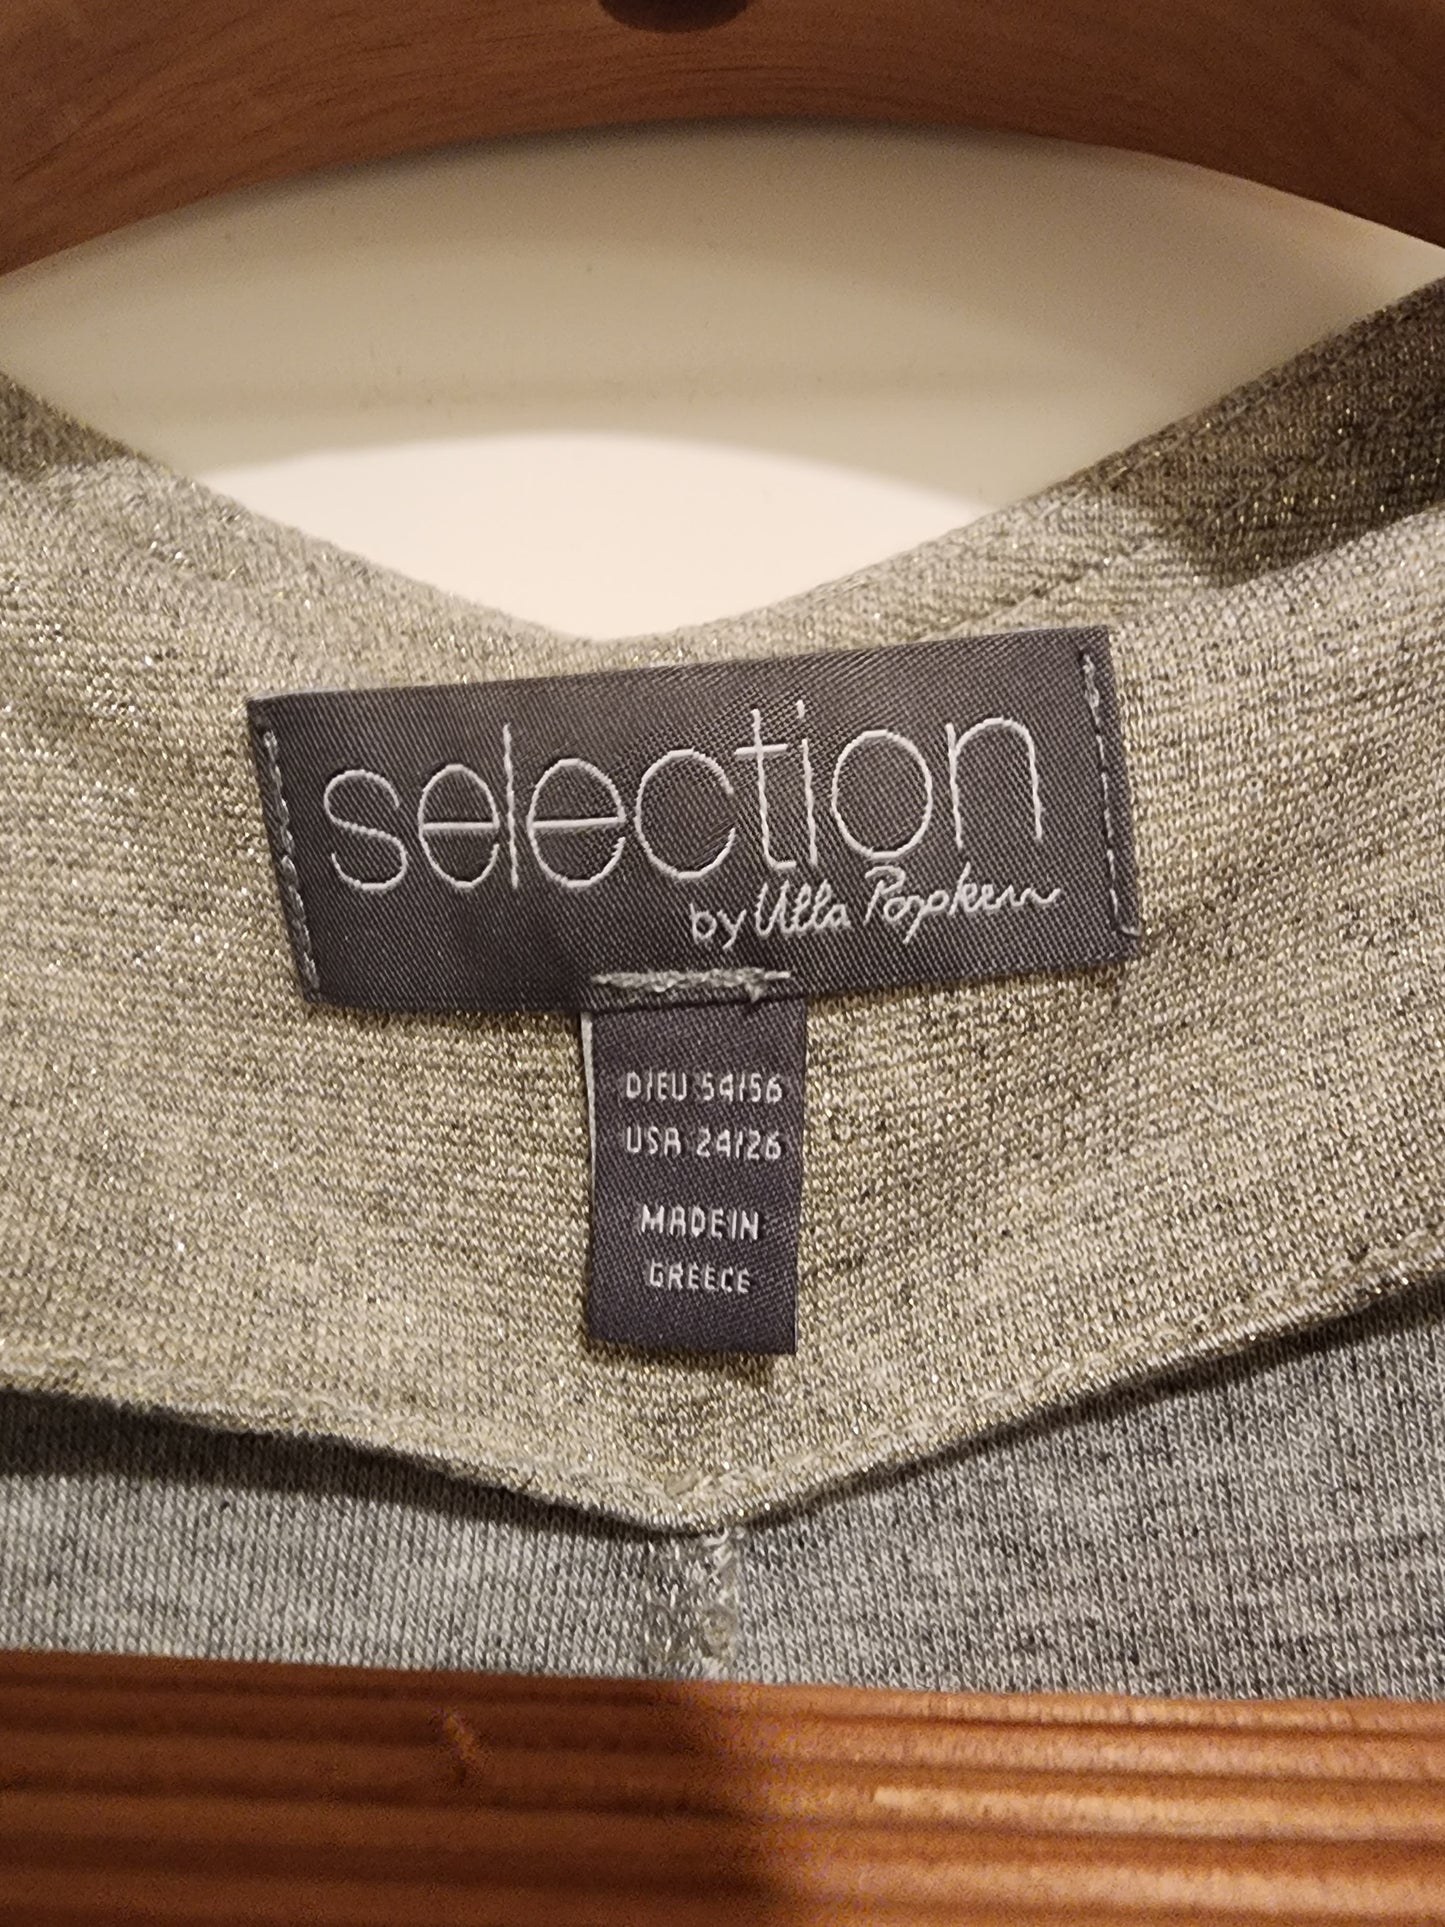 selection
by Ulla Popken
D/EU 54/56
USA 24/26
MADE IN
GREECE